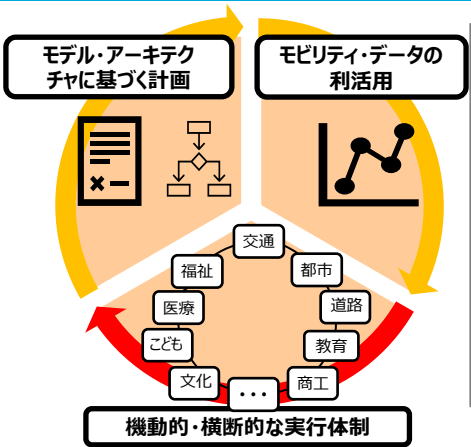 モデル・アーキテク
チャに基づく計画
モビリティ・データの
利活用
交通
福祉
都市
医療
道路
こども
教育
文化
商工
・・・
機動的・横断的な実行体制